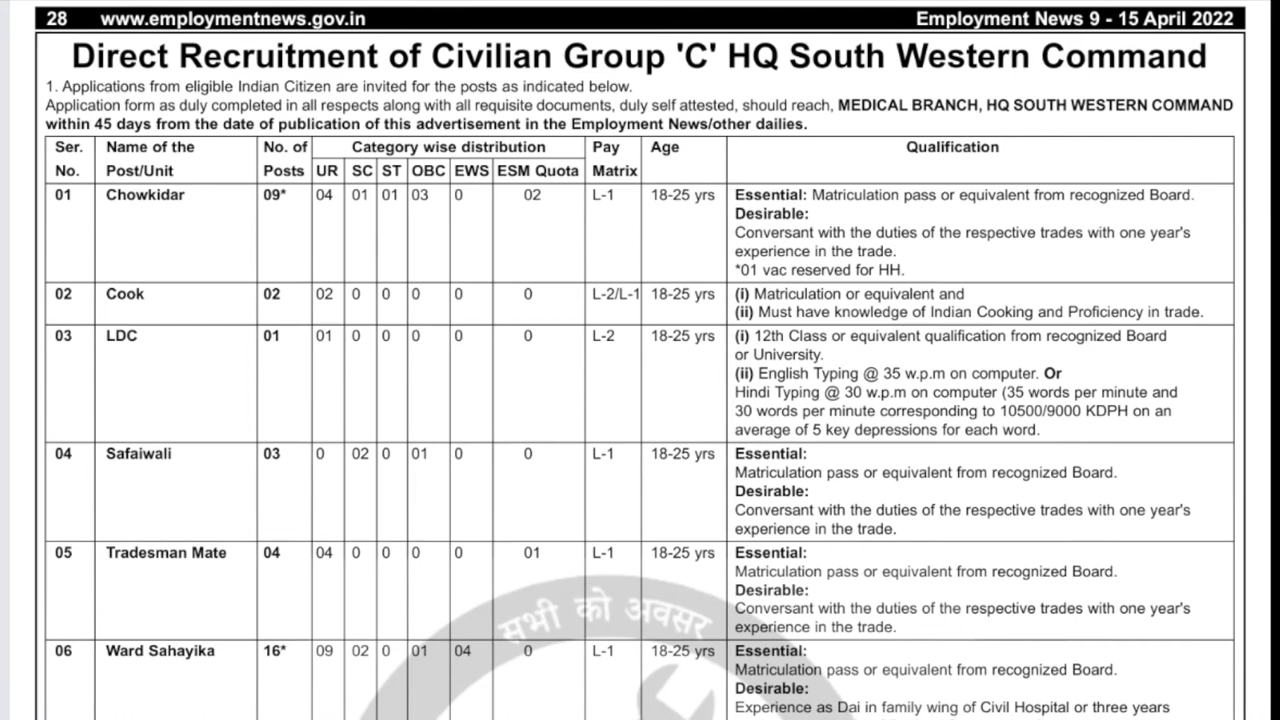 28 www.employmentnews.gov.in Employment News 9 - 15 April 2022
Direct Recruitment of Civilian Group 'C' HQ South Western Command
1. Applications from eligible Indian Citizen are invited for the posts as indicated below.
Application form as duly completed in all respects along with all requisite documents, duly self attested, should reach, MEDICAL BRANCH, HQ SOUTH WESTERN COMMAND
within 45 days from the date of publication of this advertisement in the Employment News/other dailies.
Ser. Name of the No. of Category wise distribution Pay Age Qualification
No. Post/Unit Posts UR SC ST OBC EWS ESM Quota Matrix
01 Chowkidar 09* 04 01 01 03 0 02 L-1 18-25 yrs Essential: Matriculation pass or equivalent from recognized Board.
Desirable:
Conversant with the duties of the respective trades with one year's
experience in the trade.
*01 vac reserved for HH.
02 Cook 02 02 0 0 0 0 0 L-2/L-1 18-25 yrs (i) Matriculation or equivalent and
(ii) Must have knowledge of Indian Cooking and Proficiency in trade.
03 LDC 01 01 0 0 0 0 0 L-2 18-25 yrs (i) 12th Class or equivalent qualification from recognized Board
or University.
(ii) English Typing @ 35 w.p.m on computer. Or
Hindi Typing @ 30 w.p.m on computer (35 words per minute and
30 words per minute corresponding to 10500/9000 KDPH on an
average of 5 key depressions for each word.
04 Safaiwali 03 0 02 0 01 0 0 L-1 18-25 yrs Essential:
Matriculation pass or equivalent from recognized Board.
Desirable:
Conversant with the duties of the respective trades with one year's
experience in the trade.
05 Tradesman Mate 04 04 0 0 0 0 01 L-1 18-25 yrs Essential:
Matriculation pass or equivalent from recognized Board.
Desirable:
Conversant with the duties of the respective trades with one year's
experience in the trade.
सभी को अवसर
06 Ward Sahayika 16* 09 02 0 01 04 0 L-1 18-25 yrs Essential:
Matriculation pass or equivalent from recognized Board.
Desirable:
Experience as Dai in family wing of Civil Hospital or three years